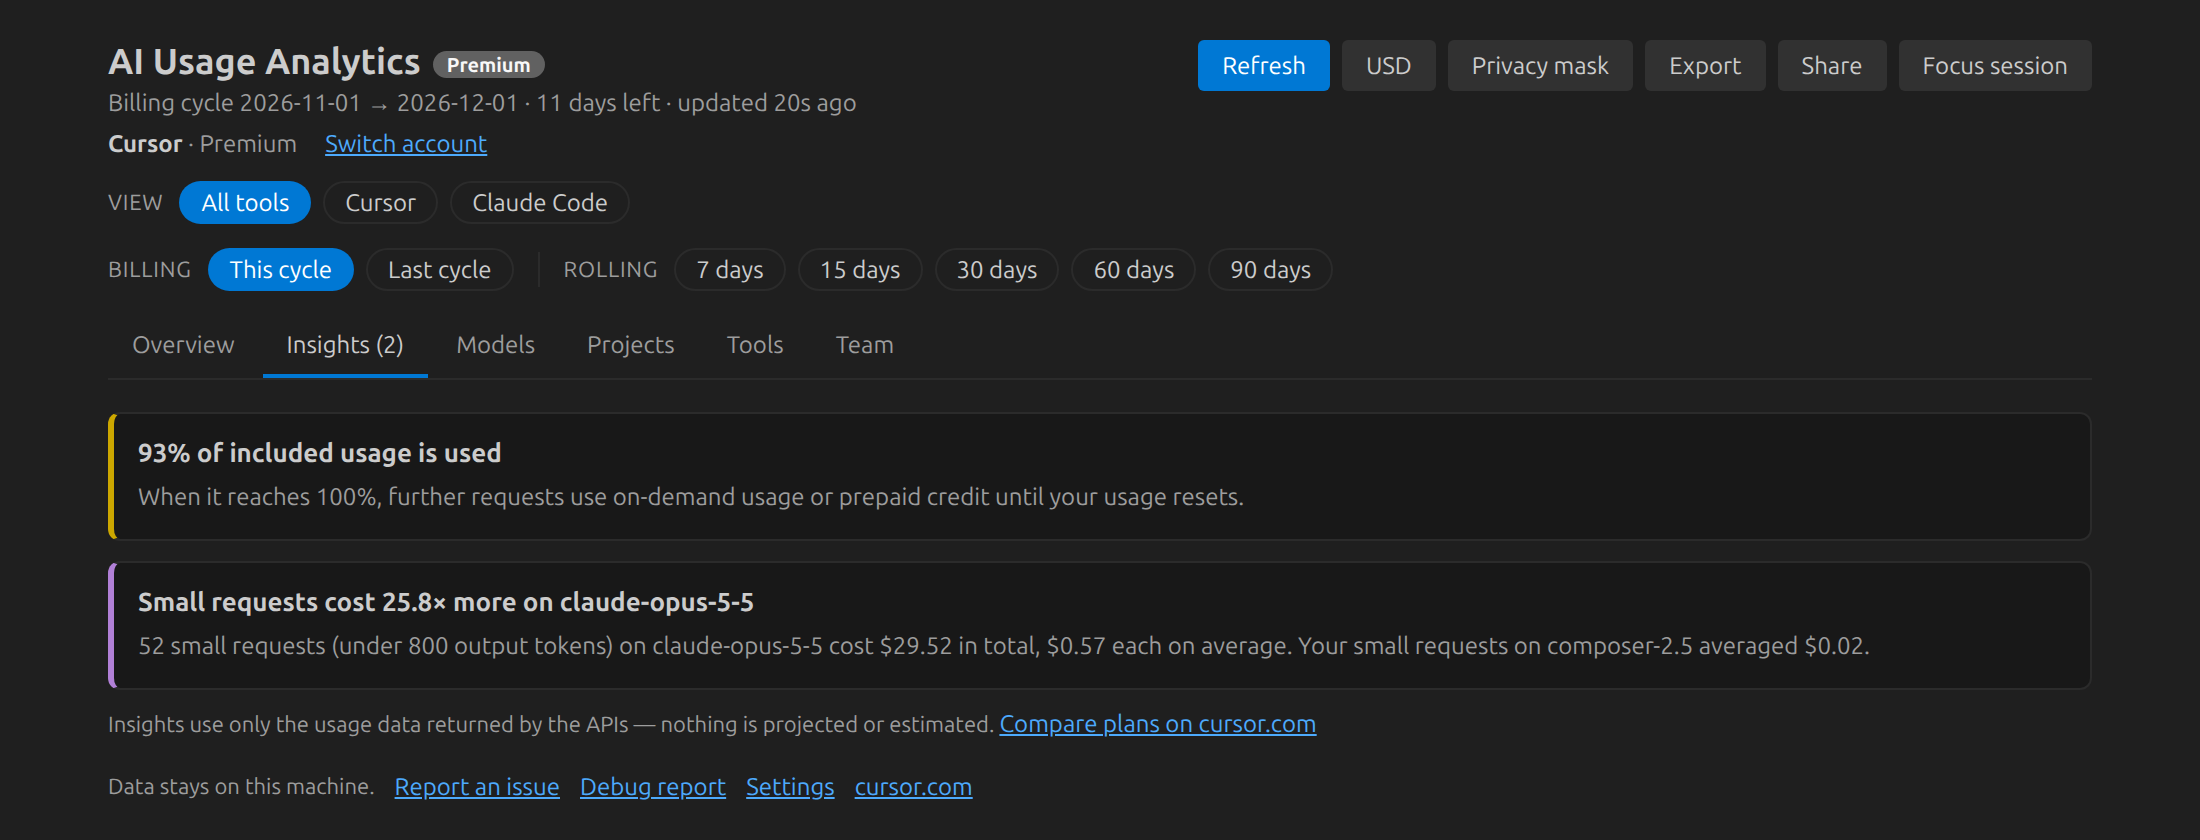 AI Usage Analytics Premium
Refresh USD Privacy mask Export Share Focus session
Billing cycle 2026-11-01 → 2026-12-01 · 11 days left · updated 20s ago
Cursor · Premium Switch account
VIEW All tools Cursor Claude Code
BILLING This cycle Last cycle ROLLING 7 days 15 days 30 days 60 days 90 days
Overview Insights (2) Models Projects Tools Team
93% of included usage is used
When it reaches 100%, further requests use on-demand usage or prepaid credit until your usage resets.
Small requests cost 25.8× more on claude-opus-5-5
52 small requests (under 800 output tokens) on claude-opus-5-5 cost $29.52 in total, $0.57 each on average. Your small requests on composer-2.5 averaged $0.02.
Insights use only the usage data returned by the APIs — nothing is projected or estimated. Compare plans on cursor.com
Data stays on this machine. Report an issue Debug report Settings cursor.com